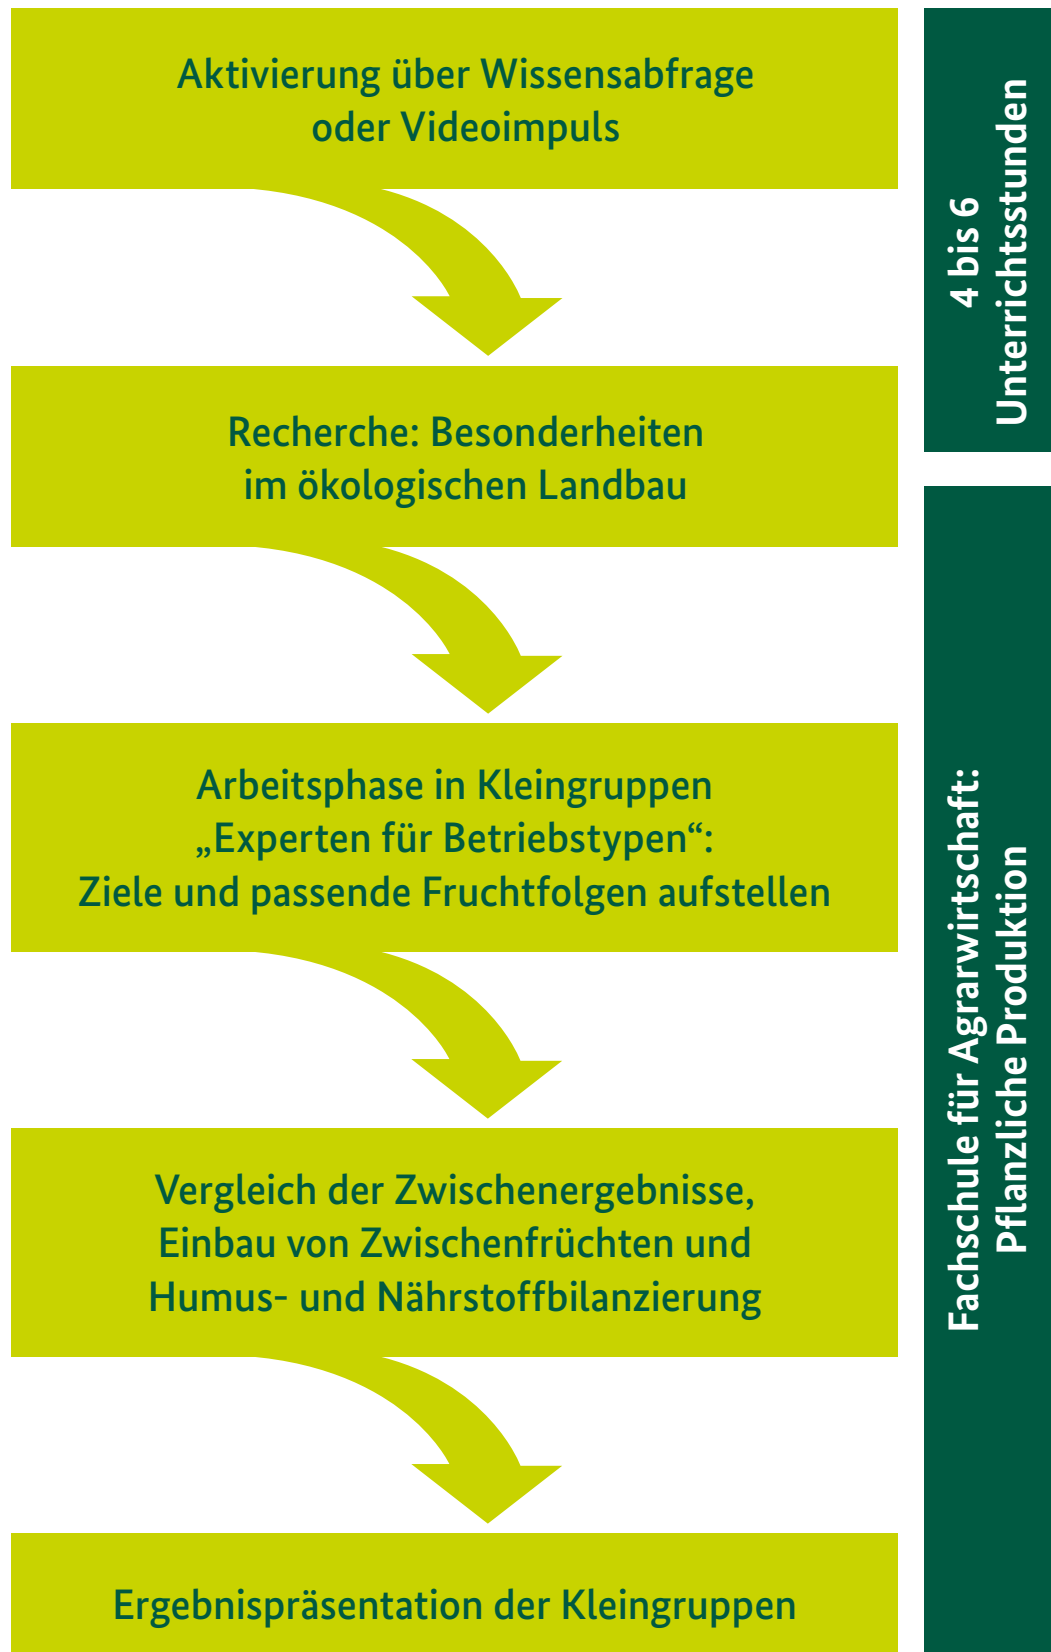 Aktivierung über Wissensabfrage
oder Videoimpuls
Recherche: Besonderheiten
im ökologischen Landbau
Arbeitsphase in Kleingruppen
„Experten für Betriebstypen“:
Ziele und passende Fruchtfolgen aufstellen
Vergleich der Zwischenergebnisse,
Einbau von Zwischenfrüchten und
Humus- und Nährstoffbilanzierung
Ergebnispräsentation der Kleingruppen
4 bis 6
Unterrichtsstunden
Fachschule für Agrarwirtschaft:
Pflanzliche Produktion